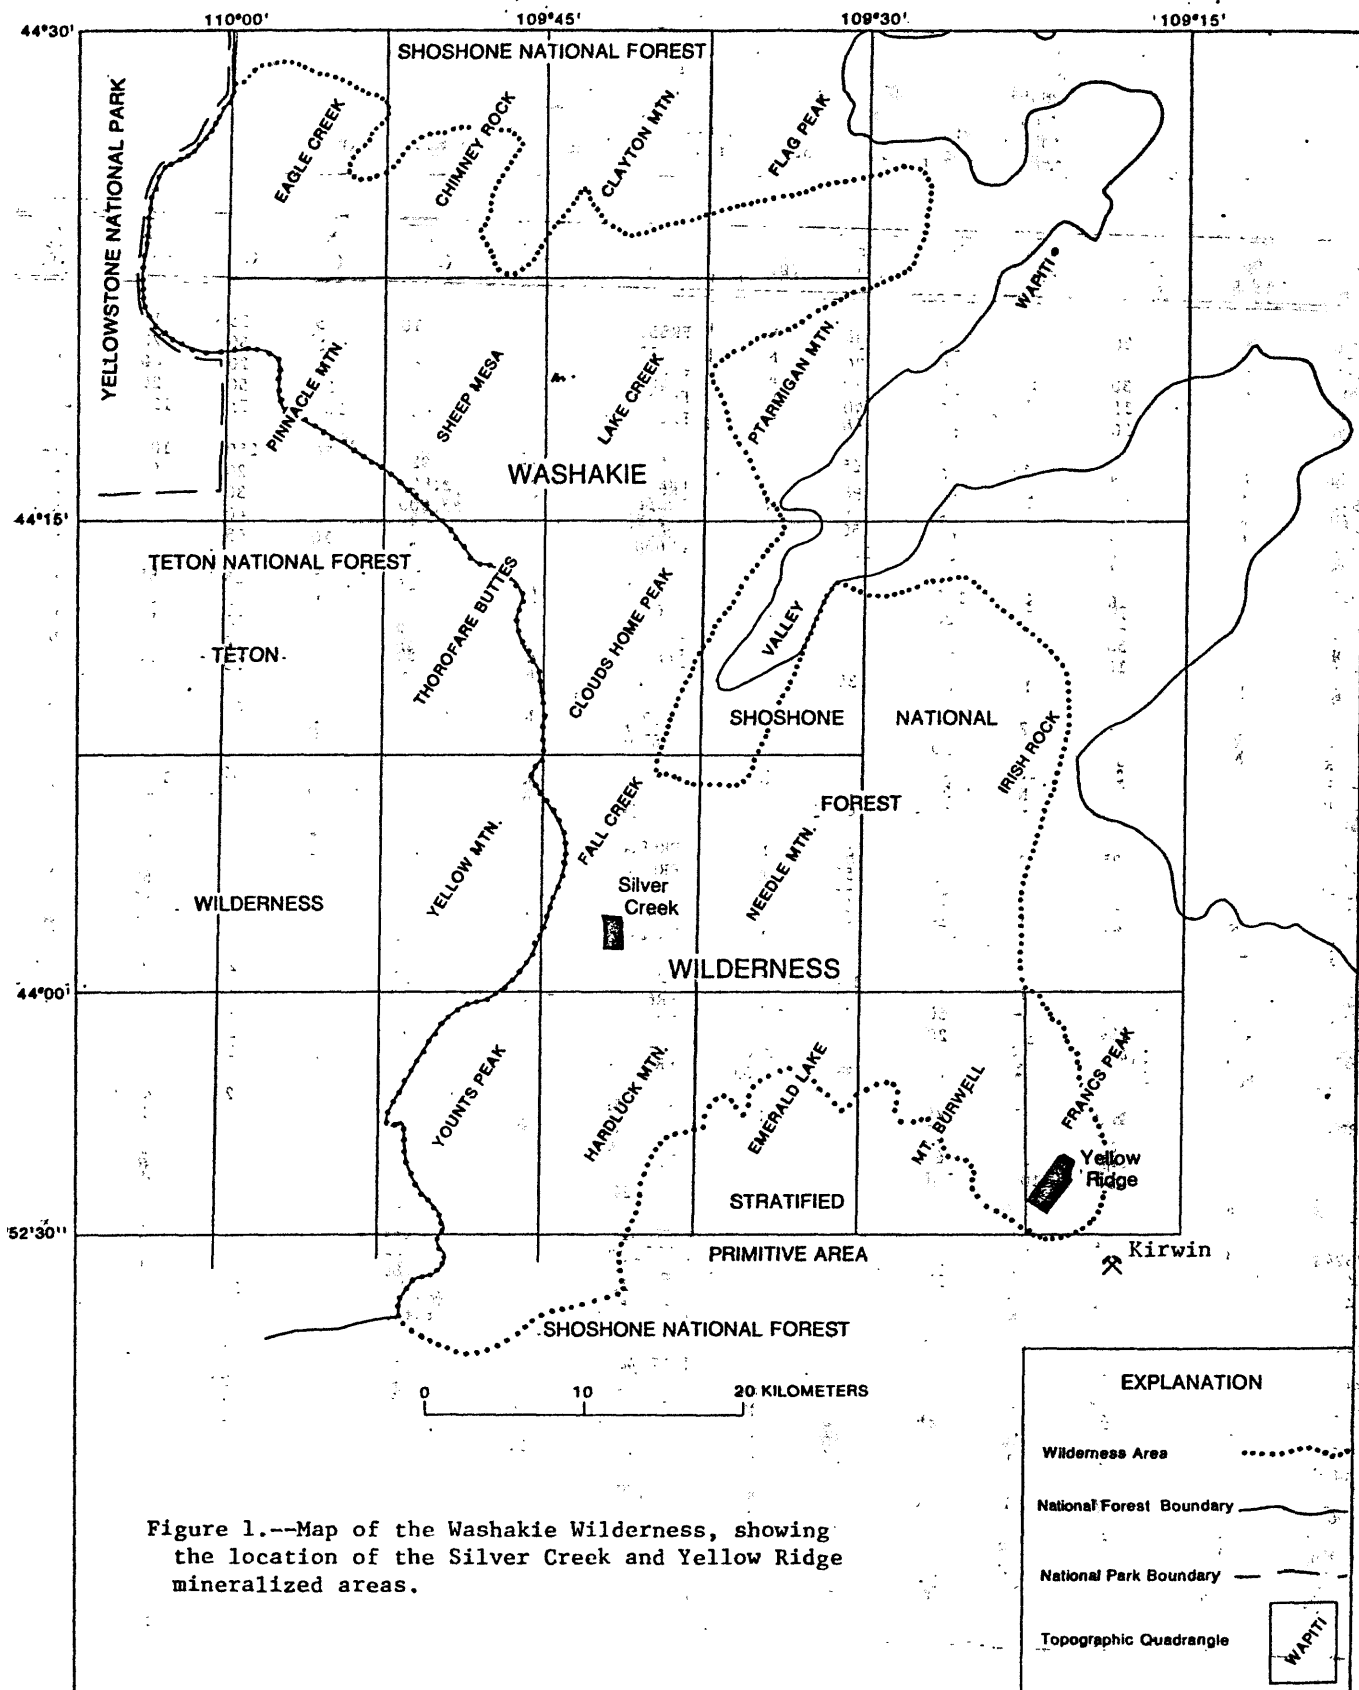 110°00'
109°45'
109°30'
109°15'
44°30'
SHOSHONE NATIONAL FOREST
YELLOWSTONE NATIONAL PARK
EAGLE CREEK
CHIMNEY ROCK
CLAYTON MTN.
FLAG PEAK
WAPITI
PINNACLE MTN.
SHEEP MESA
LAKE CREEK
PTARMIGAN MTN.
WASHAKIE
44°15'
TETON NATIONAL FOREST
TETON
THOROFARE BUTTES
CLOUDS HOME PEAK
VALLEY
SHOSHONE
NATIONAL
IRISH ROCK
FOREST
YELLOW MTN.
FALL CREEK
NEEDLE MTN.
WILDERNESS
Silver
Creek
WILDERNESS
44°00'
YOUNTS PEAK
HARDLUCK MTN.
EMERALD LAKE
MT. BURWELL
FRANCS PEAK
Yellow
Ridge
STRATIFIED
52'30"
PRIMITIVE AREA
Kirwin
SHOSHONE NATIONAL FOREST
0 10 20 KILOMETERS
EXPLANATION
Wilderness Area
National Forest Boundary
National Park Boundary
Topographic Quadrangle
WAPITI
Figure 1.--Map of the Washakie Wilderness, showing
the location of the Silver Creek and Yellow Ridge
mineralized areas.